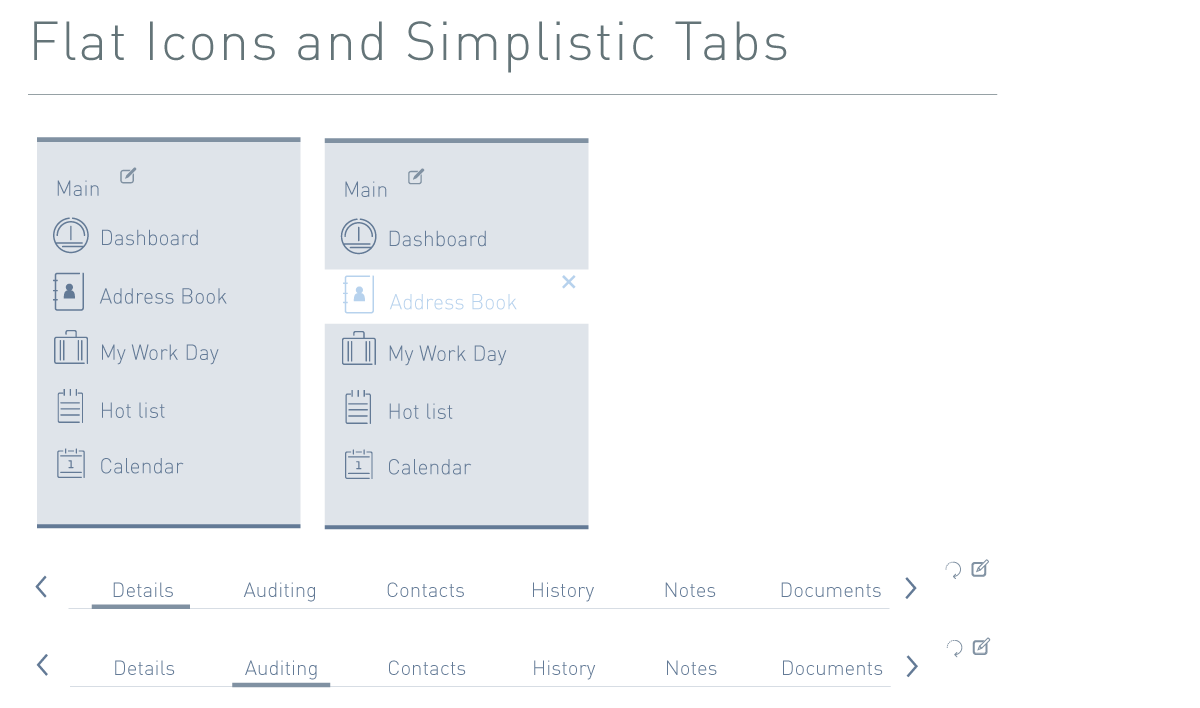 Flat Icons and Simplistic Tabs
Main
Dashboard
Address Book
My Work Day
Hot list
1
Calendar
Main
Dashboard
Address Book
My Work Day
Hot list
1
Calendar
Details Auditing Contacts History Notes Documents
Details Auditing Contacts History Notes Documents